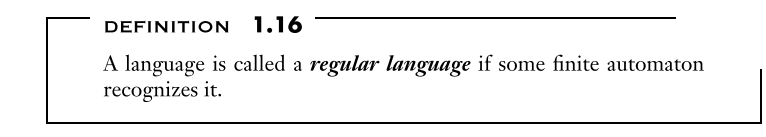 DEFINITION 1.16
A language is called a regular language if some finite automaton
recognizes it.